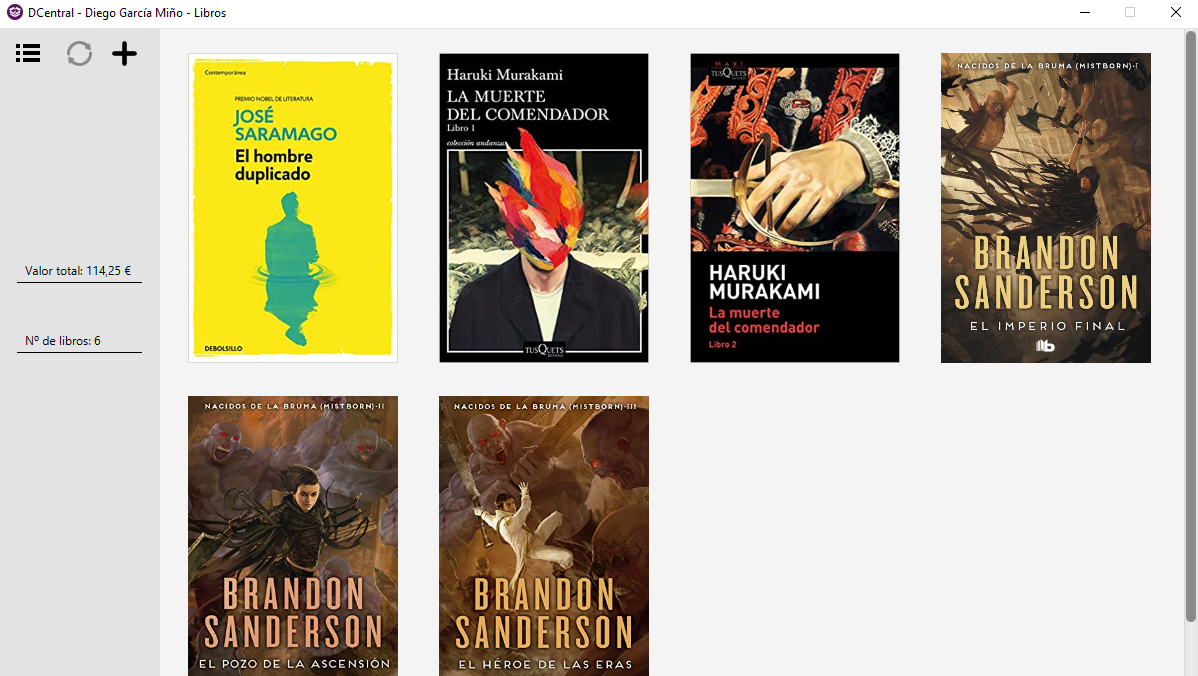 DCentral - Diego García Miño - Libros
Valor total: 114,25 €
Nº de libros: 6
Contemporánea
PREMIO NOBEL DE LITERATURA
JOSÉ
SARAMAGO
El hombre
duplicado
DEBOLSILLO
Haruki Murakami
LA MUERTE
DEL COMENDADOR
Libro 1
colección andanzas
TUSQUETS
EDITORES
MAXI
TUSQUETS
HARUKI
MURAKAMI
La muerte
del comendador
Libro 2
NACIDOS DE LA BRUMA (MISTBORN)-I
BRANDON
SANDERSON
EL IMPERIO FINAL
NACIDOS DE LA BRUMA (MISTBORN)-II
BRANDON
SANDERSON
EL POZO DE LA ASCENSIÓN
NACIDOS DE LA BRUMA (MISTBORN)-III
BRANDON
SANDERSON
EL HÉROE DE LAS ERAS